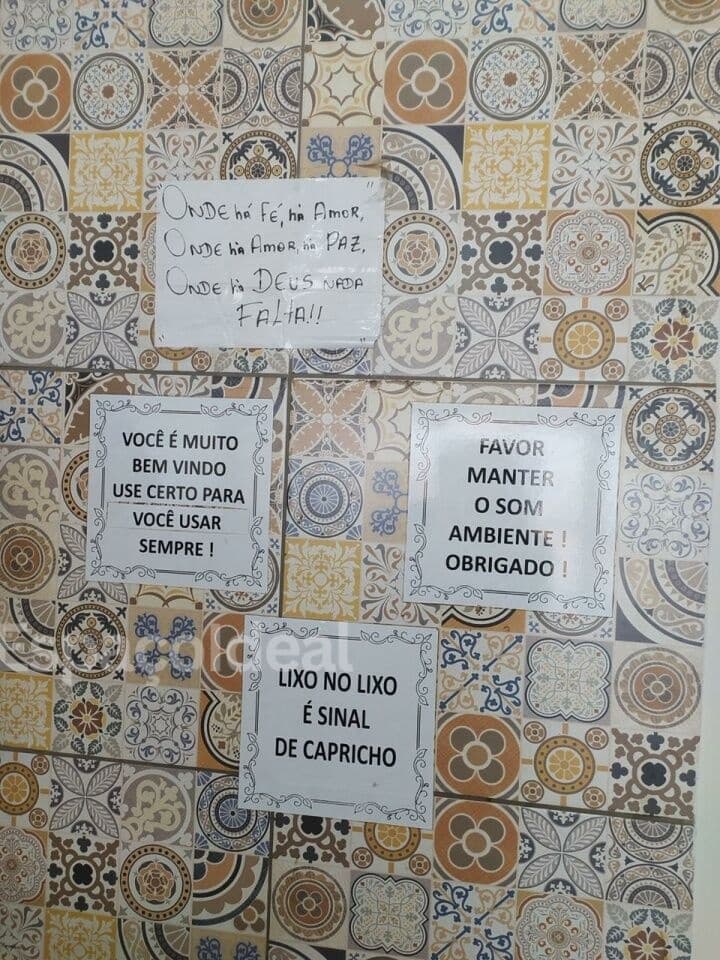 "ONDE há FÉ, há AmoR,
ONDE há AmoR, há PAZ,
ONDE há DEUS NADA
FALTA!!"
VOCÊ É MUITO
BEM VINDO
USE CERTO PARA
VOCÊ USAR
SEMPRE !
FAVOR
MANTER
O SOM
AMBIENTE !
OBRIGADO !
EspaçoIdeal
LIXO NO LIXO
É SINAL
DE CAPRICHO